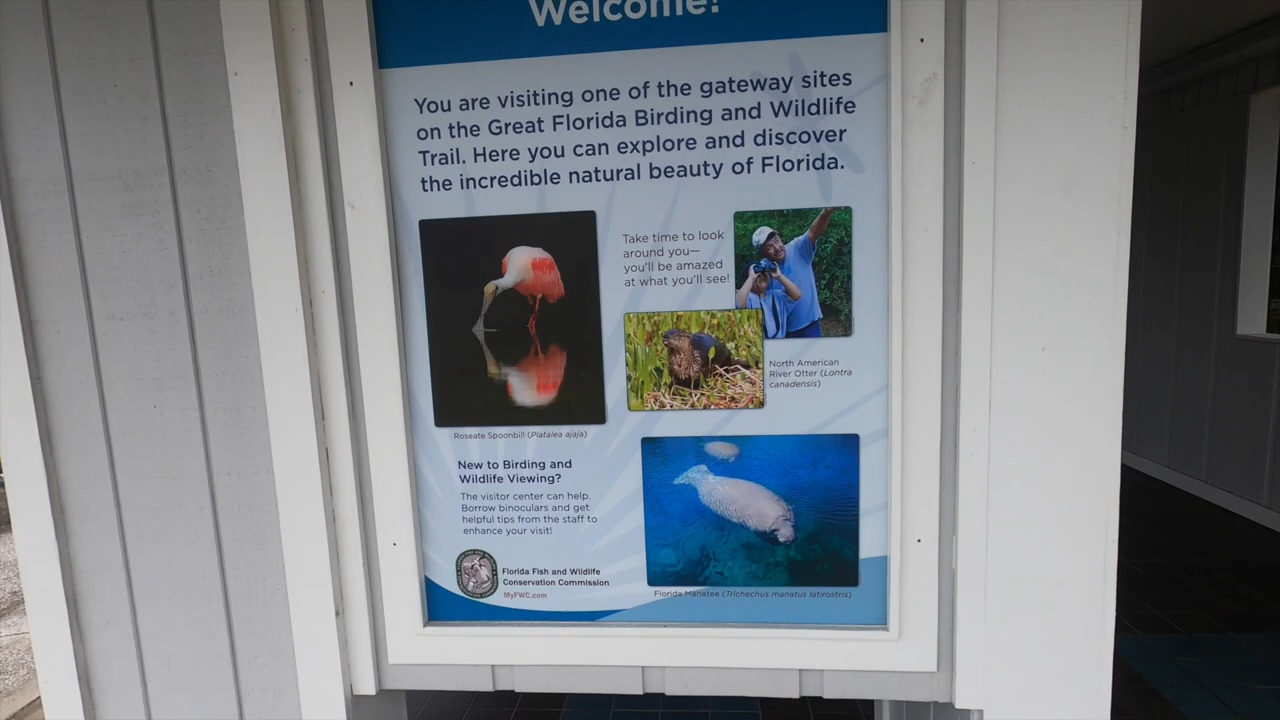 Welcome!
You are visiting one of the gateway sites
on the Great Florida Birding and Wildlife
Trail. Here you can explore and discover
the incredible natural beauty of Florida.
Take time to look
around you—
you'll be amazed
at what you'll see!
North American
River Otter (Lontra
canadensis)
Roseate Spoonbill (Platalea ajaja)
New to Birding and
Wildlife Viewing?
The visitor center can help.
Borrow binoculars and get
helpful tips from the staff to
enhance your visit!
Florida Fish and Wildlife
Conservation Commission
MyFWC.com
Florida Manatee (Trichechus manatus latirostris)